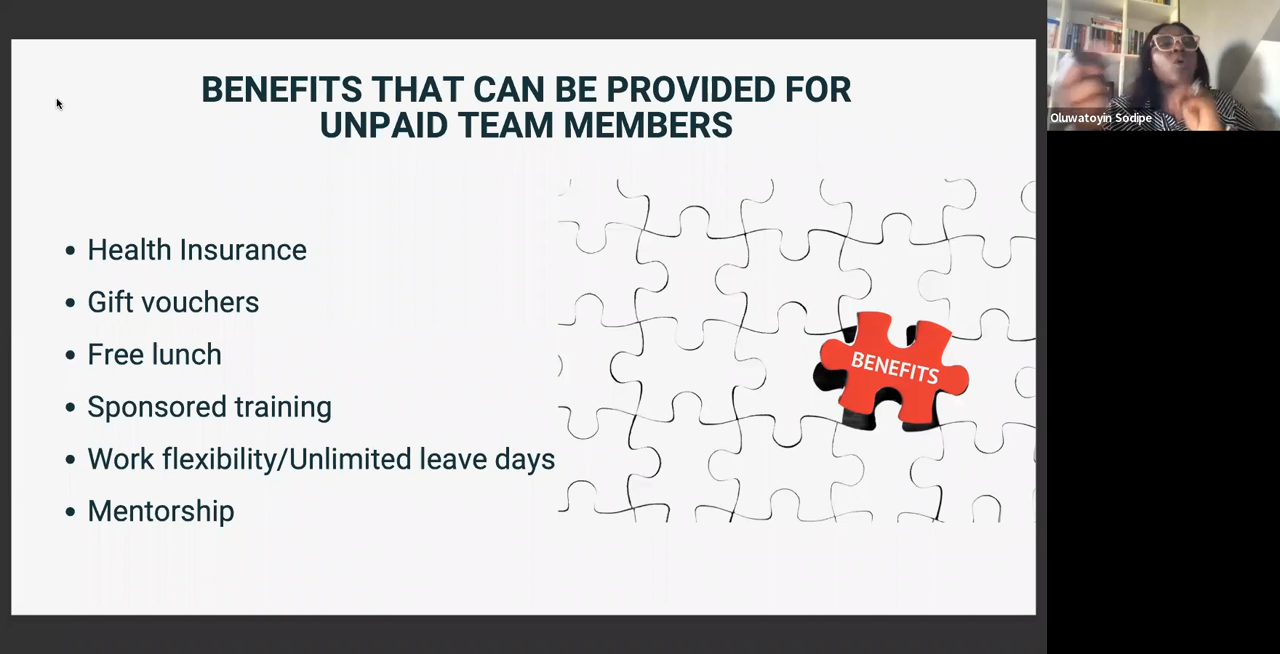 BENEFITS THAT CAN BE PROVIDED FOR
UNPAID TEAM MEMBERS
• Health Insurance
• Gift vouchers
• Free lunch
• Sponsored training
• Work flexibility/Unlimited leave days
• Mentorship
BENEFITS
Oluwatoyin Sodipe